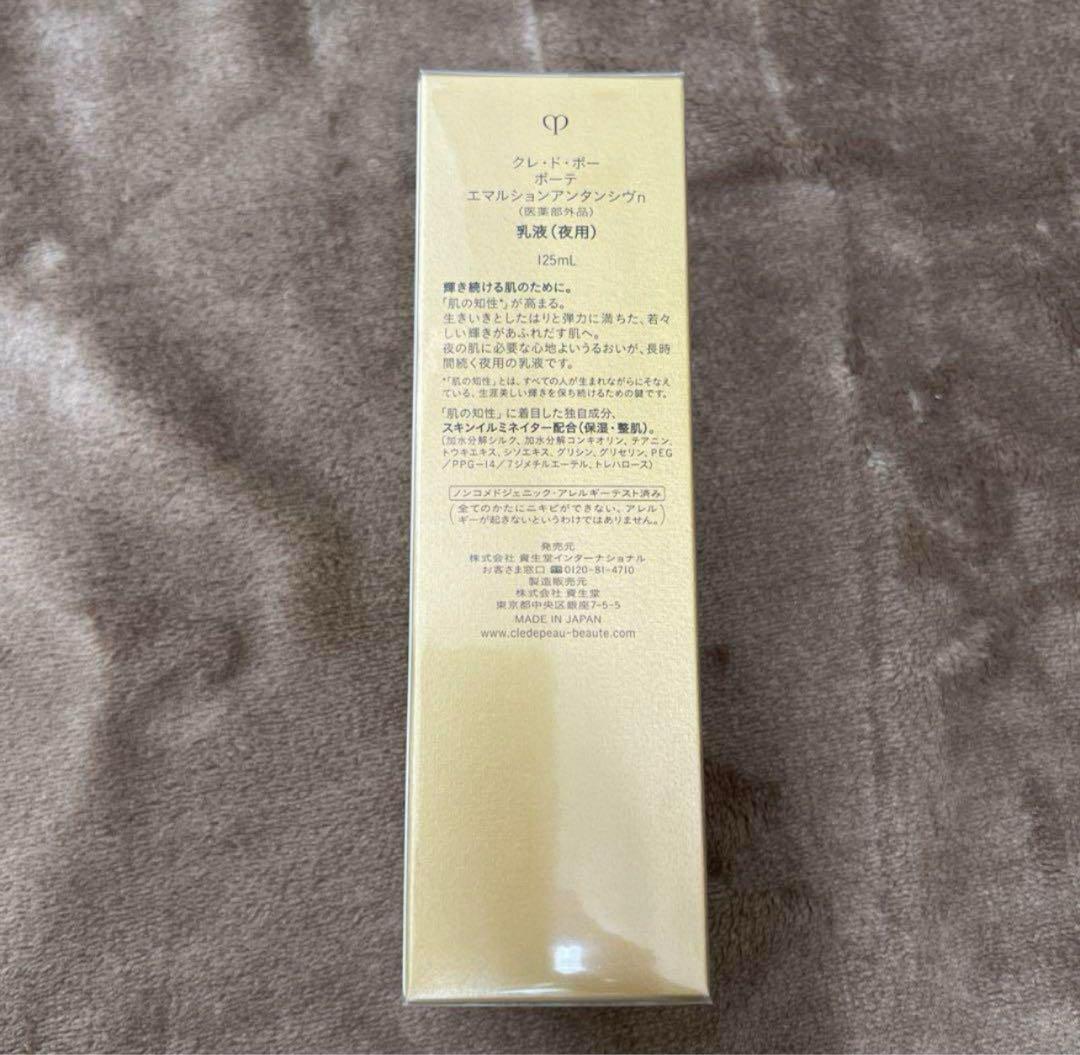 クレ・ド・ポー
ボーテ
エマルションアンタンシヴn
(医薬部外品)
乳液(夜用)
125mL
輝き続ける肌のために。
「肌の知性*」が高まる。
生きいきとしたはりと弾力に満ちた、若々
しい輝きがあふれだす肌へ。
夜の肌に必要な心地よいうるおいが、長時
間続く夜用の乳液です。
*「肌の知性」とは、すべての人が生まれながらにそなえ
ている、生涯美しい輝きを保ち続けるための鍵です。
「肌の知性」に着目した独自成分、
スキンイルミネイター配合(保湿・整肌)。
(加水分解シルク、加水分解コンキオリン、テアニン、
トウキエキス、シソエキス、グリシン、グリセリン、PEG
/PPG-14/7ジメチルエーテル、トレハロース)
ノンコメドジェニック・アレルギーテスト済み
(全てのかたにニキビができない、アレル
ギーが起きないというわけではありません。)
発売元
株式会社 資生堂インターナショナル
お客さま窓口 0120-81-4710
製造販売元
株式会社 資生堂
東京都中央区銀座7-5-5
MADE IN JAPAN
www.cledepeau-beaute.com